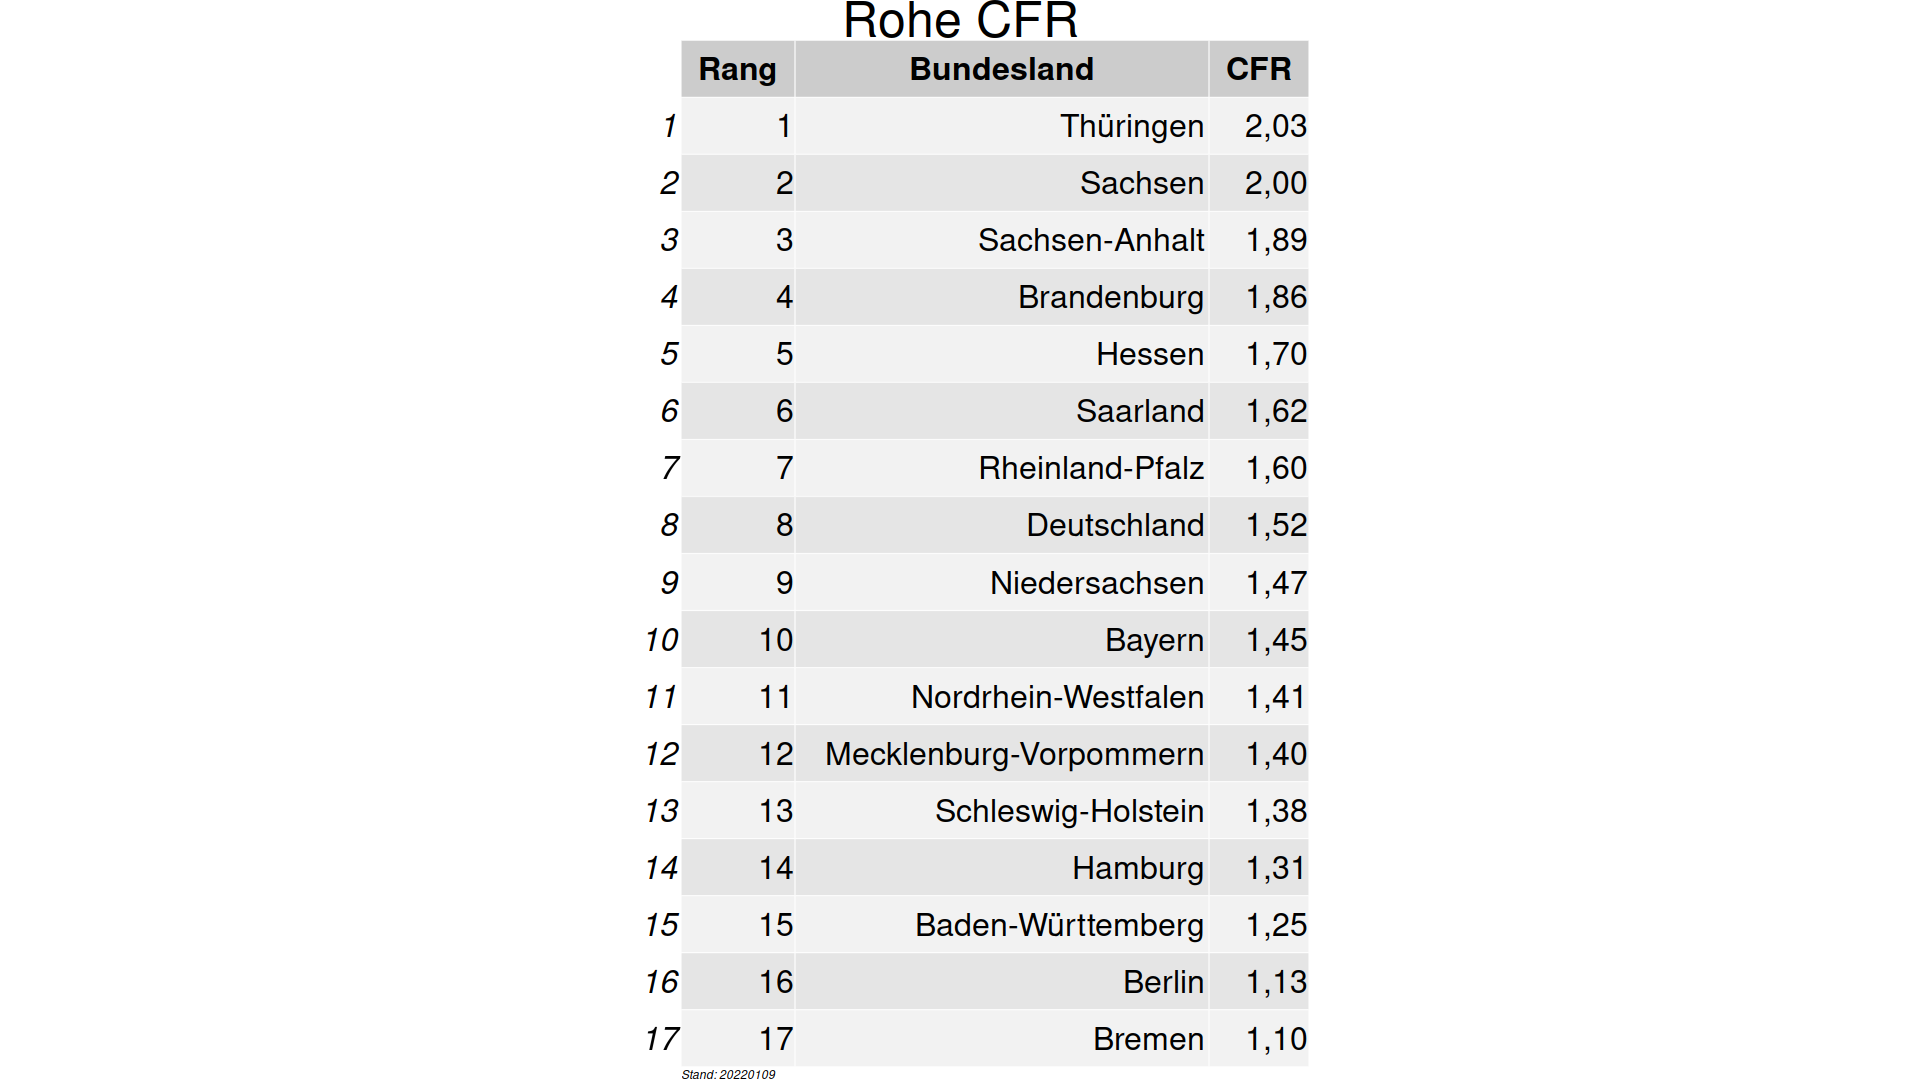 Rohe CFR
Rang Bundesland CFR
1 1 Thüringen 2,03
2 2 Sachsen 2,00
3 3 Sachsen-Anhalt 1,89
4 4 Brandenburg 1,86
5 5 Hessen 1,70
6 6 Saarland 1,62
7 7 Rheinland-Pfalz 1,60
8 8 Deutschland 1,52
9 9 Niedersachsen 1,47
10 10 Bayern 1,45
11 11 Nordrhein-Westfalen 1,41
12 12 Mecklenburg-Vorpommern 1,40
13 13 Schleswig-Holstein 1,38
14 14 Hamburg 1,31
15 15 Baden-Württemberg 1,25
16 16 Berlin 1,13
17 17 Bremen 1,10
Stand: 20220109